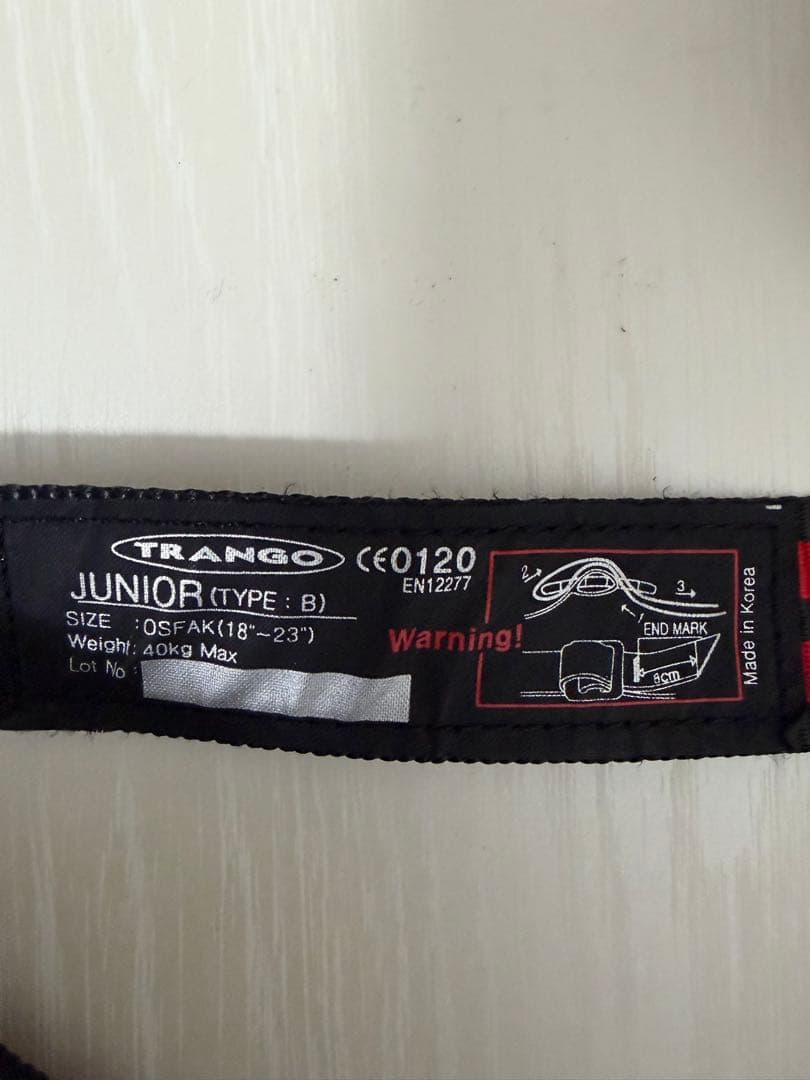 TRANGO
CE0120
EN12277
JUNIOR (TYPE : B)
SIZE : OSFAK(18"~23")
Weight: 40kg Max
Lot No :
Warning!
2
3
1
END MARK
8cm
Made in Korea